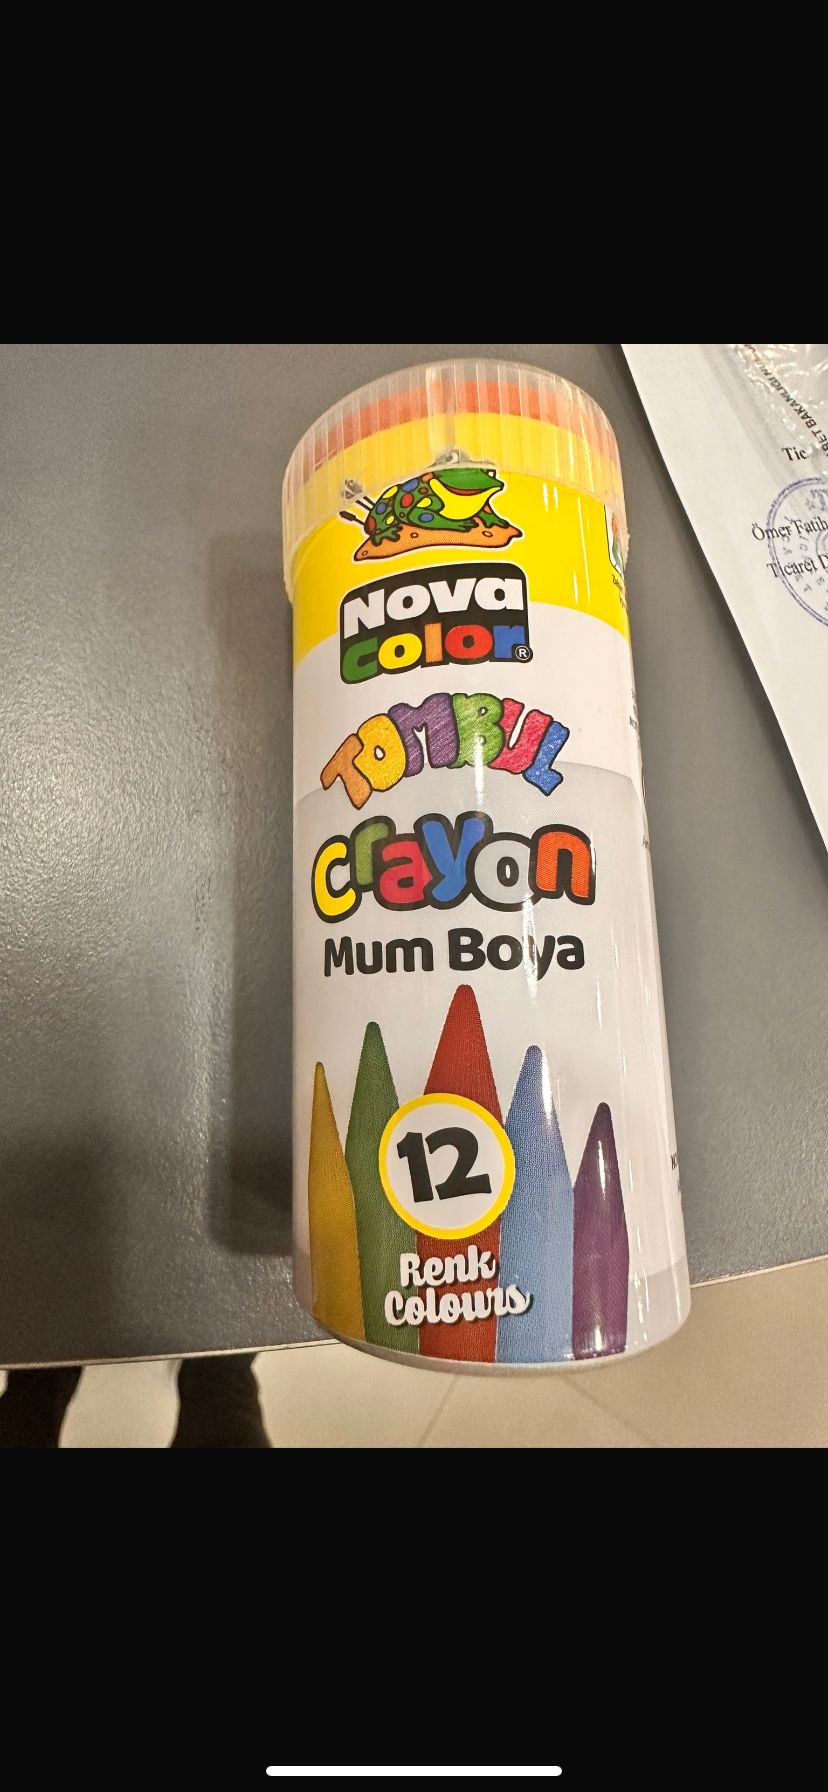 Nova
Color®
TOMBUL
Crayon
Mum Boya
12
Renk
Colours
Tic
Ömer Fatih
Ticaret